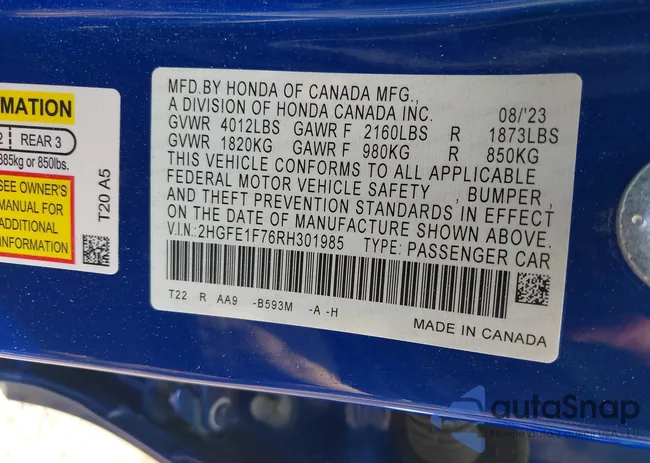 MFD.BY HONDA OF CANADA MFG.,
A DIVISION OF HONDA CANADA INC. 08/'23
GVWR 4012LBS GAWR F 2160LBS R 1873LBS
GVWR 1820KG GAWR F 980KG R 850KG
THIS VEHICLE CONFORMS TO ALL APPLICABLE
FEDERAL MOTOR VEHICLE SAFETY , BUMPER ,
AND THEFT PREVENTION STANDARDS IN EFFECT
ON THE DATE OF MANUFACTURE SHOWN ABOVE.
V.I.N.: 2HGFE1F76RH301985 TYPE: PASSENGER CAR
T22 R AA9 -B593M -A -H
MADE IN CANADA
MATION
2 REAR 3
385kg or 850lbs.
SEE OWNER'S
MANUAL FOR
ADDITIONAL
INFORMATION
T20 A5
autaSnap